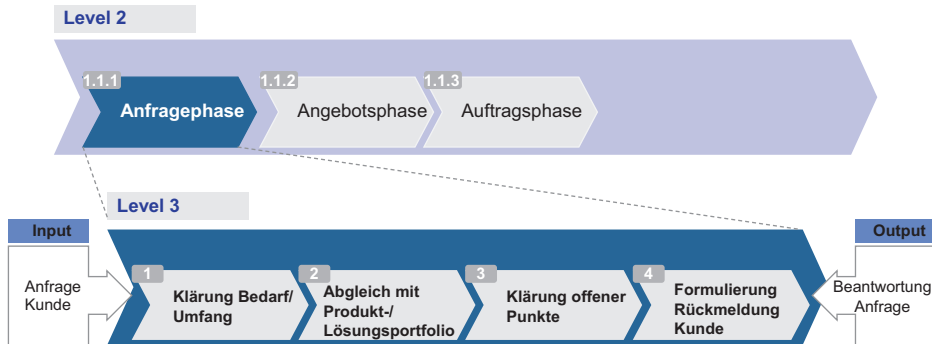 Level 2
1.1.1
Anfragephase
1.1.2
Angebotsphase
1.1.3
Auftragsphase
Level 3
Input
Anfrage
Kunde
1
Klärung Bedarf/
Umfang
2
Abgleich mit
Produkt-/
Lösungsportfolio
3
Klärung offener
Punkte
4
Formulierung
Rückmeldung
Kunde
Output
Beantwortung
Anfrage